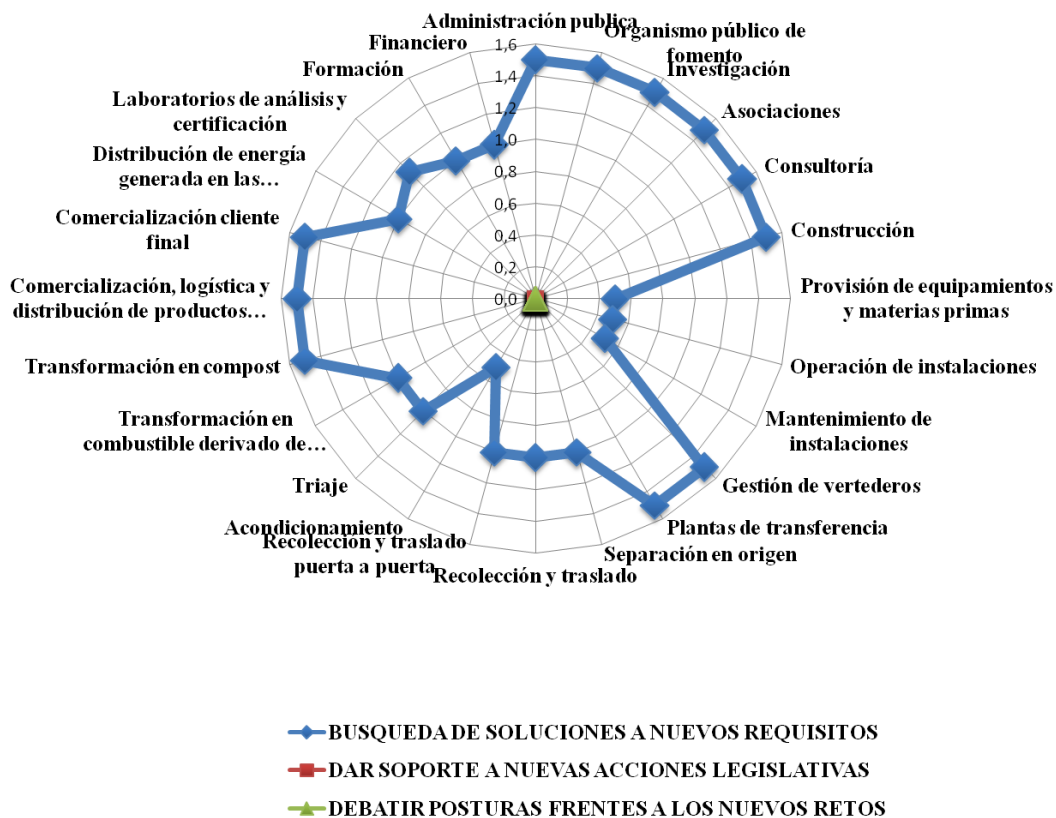 Administración publica
Organismo público de
fomento
Investigación
Asociaciones
Consultoría
Construcción
Provisión de equipamientos
y materias primas
Operación de instalaciones
Mantenimiento de
instalaciones
Gestión de vertederos
Plantas de transferencia
Separación en origen
Recolección y traslado
Recolección y traslado
puerta a puerta
Acondicionamiento
Triaje
Transformación en
combustible derivado de…
Transformación en compost
Comercialización, logística y
distribución de productos…
Comercialización cliente
final
Distribución de energía
generada en las…
Laboratorios de análisis y
certificación
Formación
Financiero
1,6
1,4
1,2
1,0
0,8
0,6
0,4
0,2
0,0
BUSQUEDA DE SOLUCIONES A NUEVOS REQUISITOS
DAR SOPORTE A NUEVAS ACCIONES LEGISLATIVAS
DEBATIR POSTURAS FRENTES A LOS NUEVOS RETOS